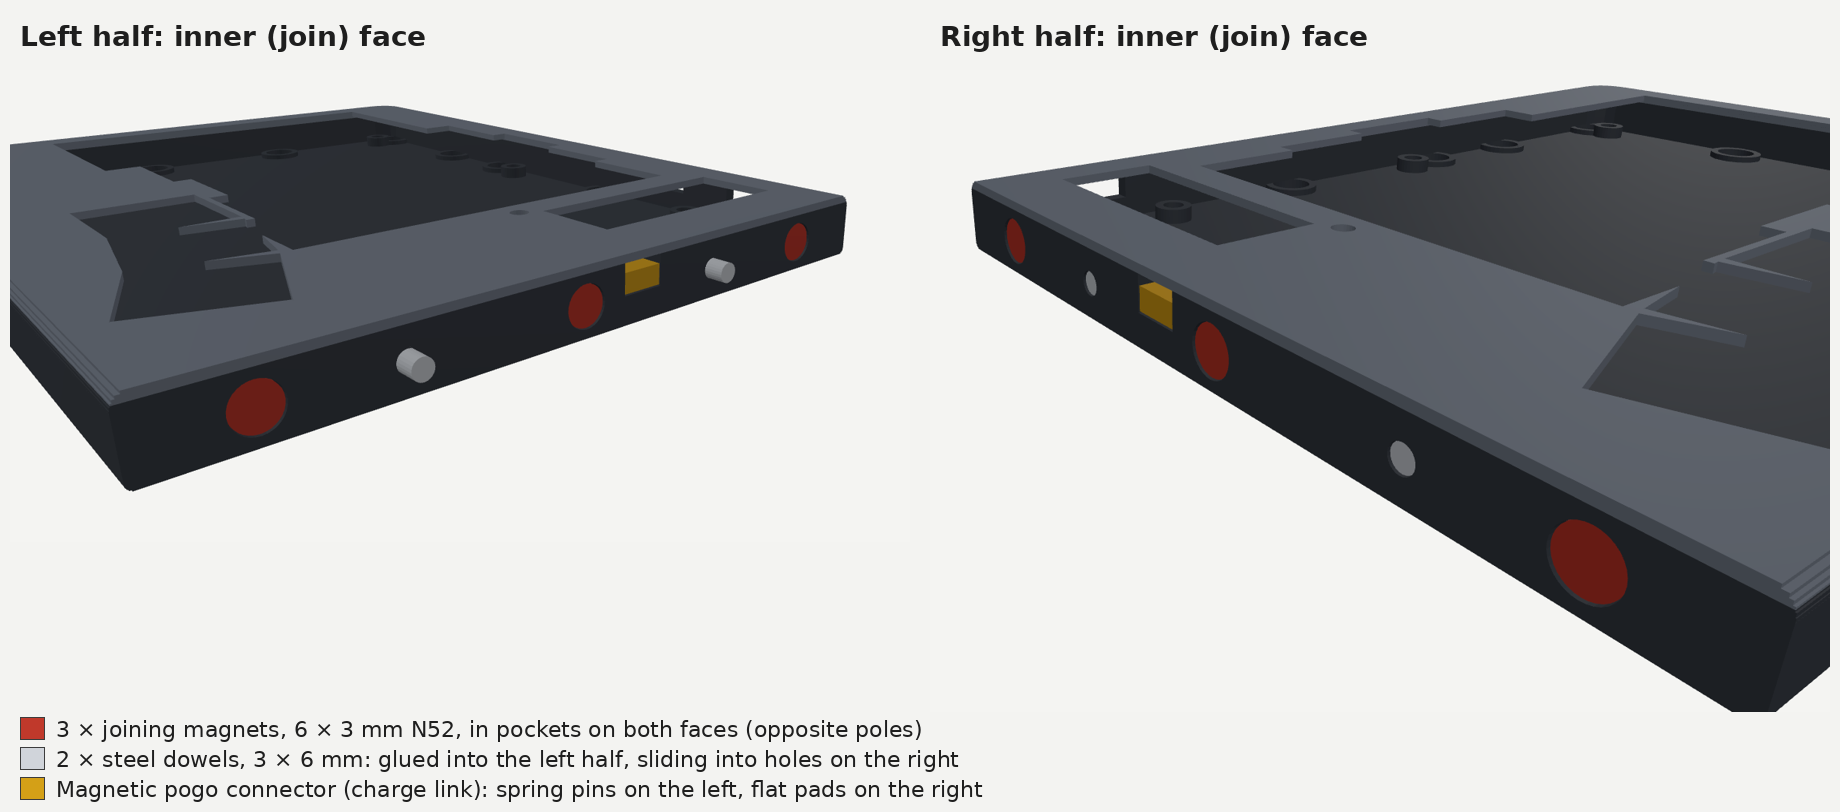 Left half: inner (join) face
Right half: inner (join) face
3 × joining magnets, 6 × 3 mm N52, in pockets on both faces (opposite poles)
2 × steel dowels, 3 × 6 mm: glued into the left half, sliding into holes on the right
Magnetic pogo connector (charge link): spring pins on the left, flat pads on the right